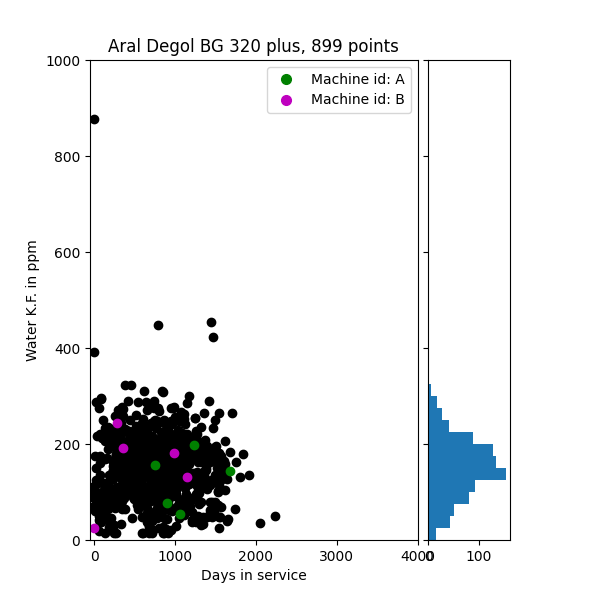 Aral Degol BG 320 plus, 899 points
Machine id: A
Machine id: B
Water K.F. in ppm
1000
800
600
400
200
0
0 1000 2000 3000 4000
0 100
Days in service